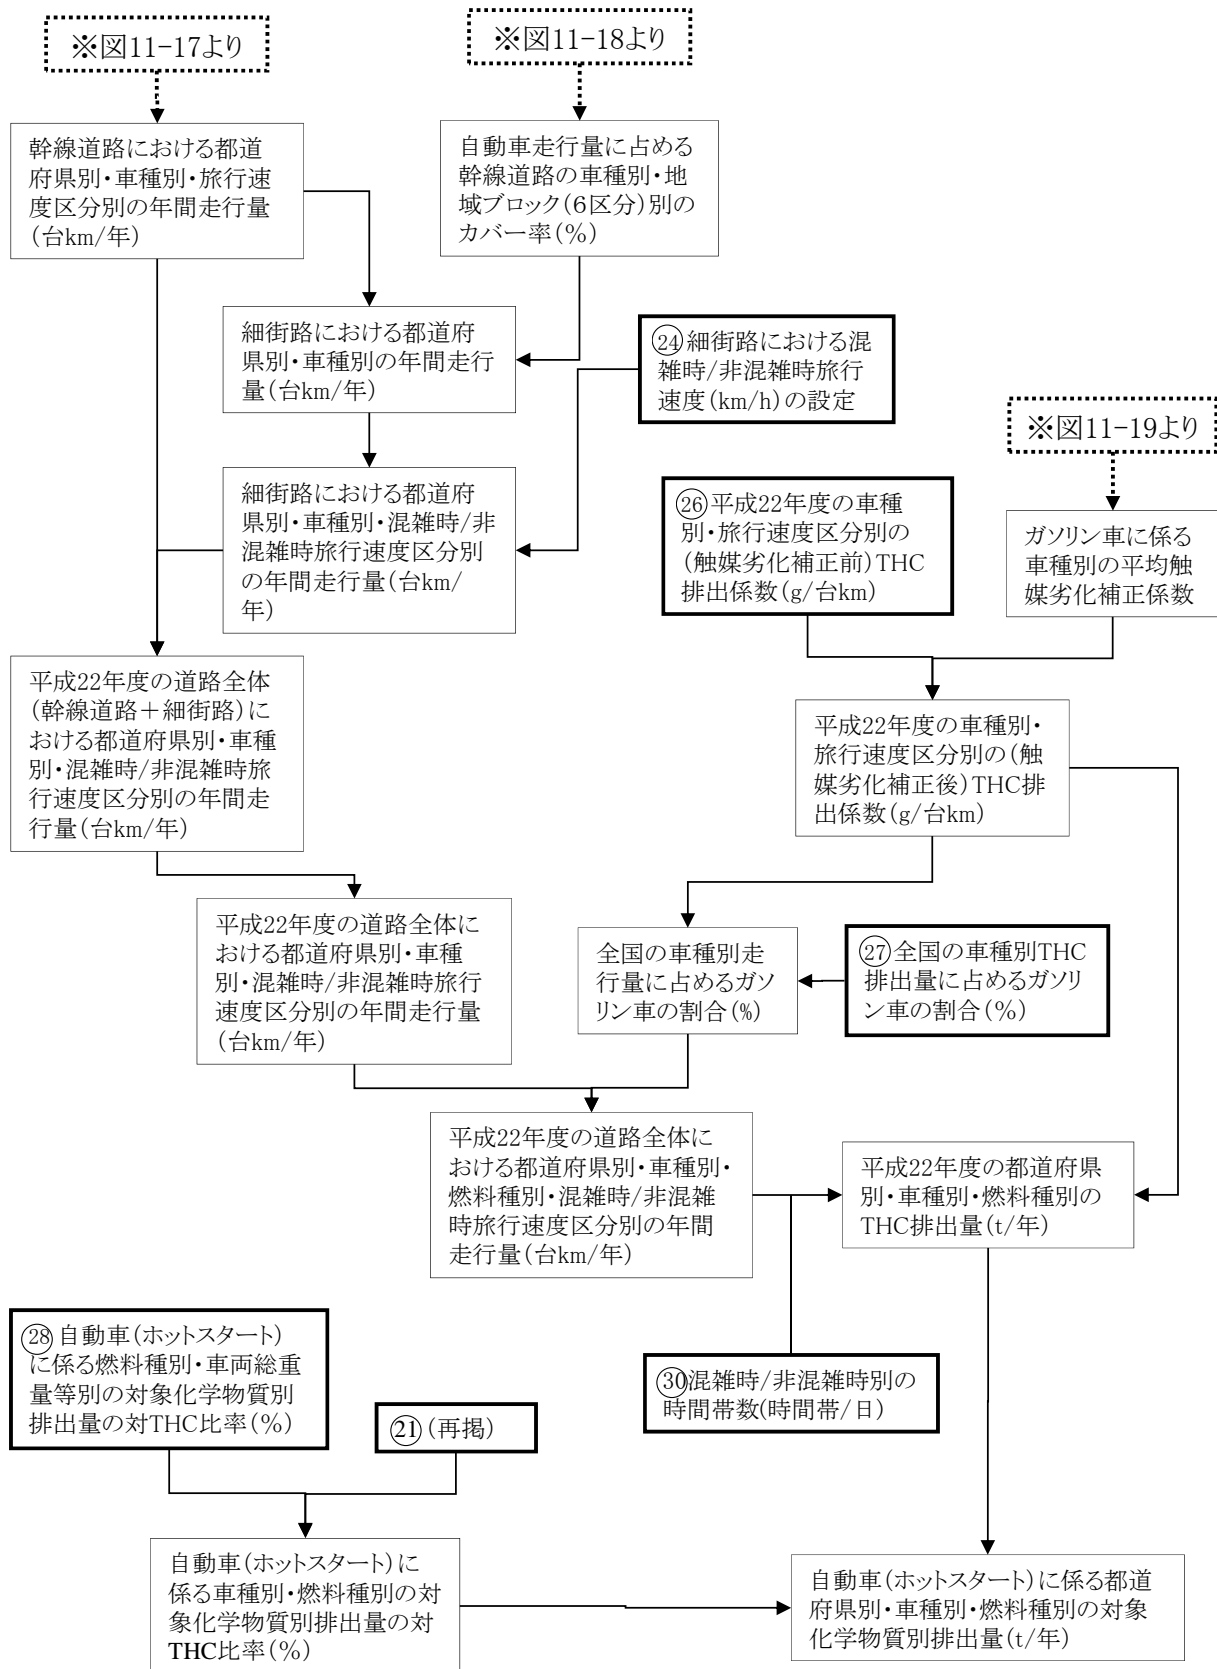 ※図11-17より
※図11-18より
幹線道路における都道
府県別・車種別・旅行速
度区分別の年間走行量
(台km/年)
自動車走行量に占める
幹線道路の車種別・地
域ブロック(6区分)別の
カバー率(%)
細街路における都道府
県別・車種別の年間走行
量(台km/年)
㉔細街路における混
雑時/非混雑時旅行
速度(km/h)の設定
※図11-19より
細街路における都道府
県別・車種別・混雑時/非
混雑時旅行速度区分別
の年間走行量(台km/
年)
㉖平成22年度の車種
別・旅行速度区分別の
(触媒劣化補正前)THC
排出係数(g/台km)
ガソリン車に係る
車種別の平均触
媒劣化補正係数
平成22年度の道路全体
(幹線道路+細街路)に
おける都道府県別・車種
別・混雑時/非混雑時旅
行速度区分別の年間走
行量(台km/年)
平成22年度の車種別・
旅行速度区分別の(触
媒劣化補正後)THC排
出係数(g/台km)
平成22年度の道路全体に
おける都道府県別・車種
別・混雑時/非混雑時旅行
速度区分別の年間走行量
(台km/年)
全国の車種別走
行量に占めるガソ
リン車の割合(%)
㉗全国の車種別THC
排出量に占めるガソリ
ン車の割合(%)
平成22年度の道路全体に
おける都道府県別・車種別・
燃料種別・混雑時/非混雑
時旅行速度区分別の年間
走行量(台km/年)
平成22年度の都道府県
別・車種別・燃料種別の
THC排出量(t/年)
㉘自動車(ホットスタート)
に係る燃料種別・車両総重
量等別の対象化学物質別
排出量の対THC比率(%)
㉑(再掲)
㉚混雑時/非混雑時別の
時間帯数(時間帯/日)
自動車(ホットスタート)に
係る車種別・燃料種別の対
象化学物質別排出量の対
THC比率(%)
自動車(ホットスタート)に係る都道
府県別・車種別・燃料種別の対象
化学物質別排出量(t/年)